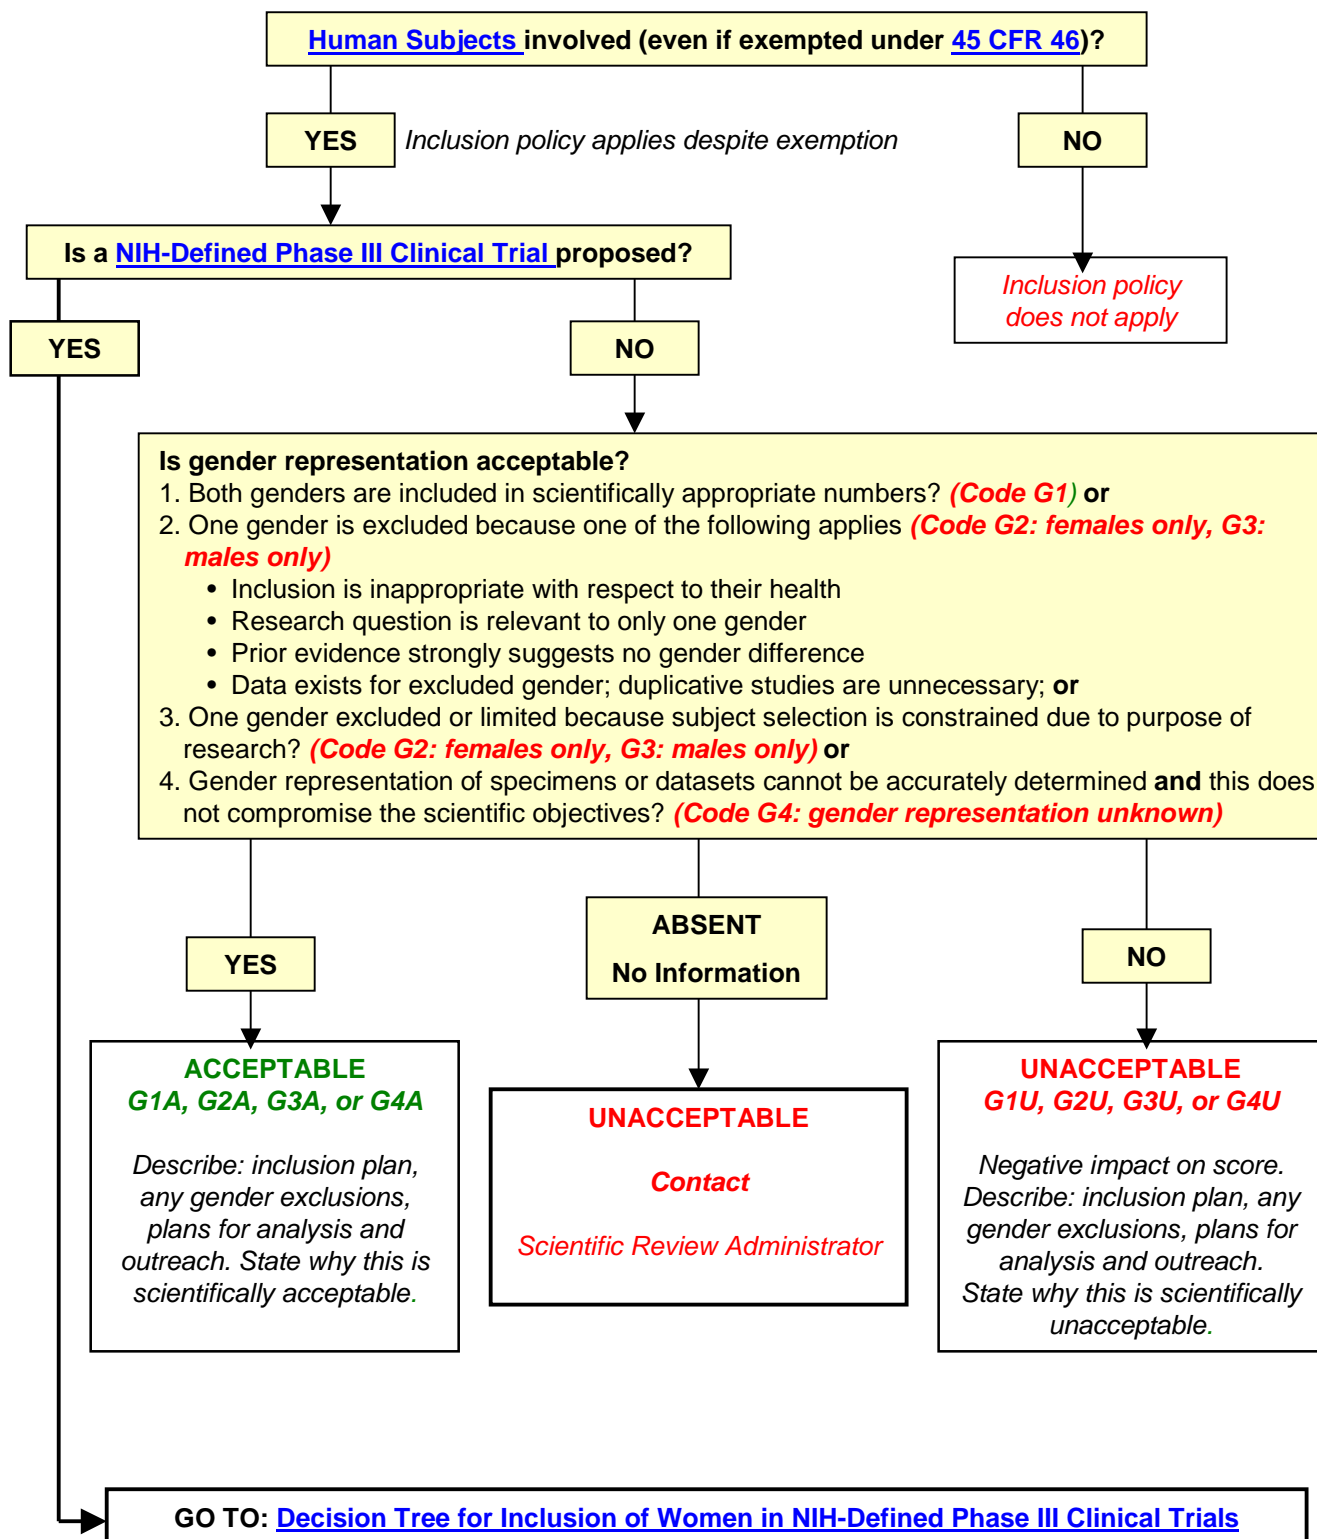 Human Subjects involved (even if exempted under 45 CFR 46)?
YES
Inclusion policy applies despite exemption
NO
Is a NIH-Defined Phase III Clinical Trial proposed?
Inclusion policy
does not apply
YES
NO
Is gender representation acceptable?
1. Both genders are included in scientifically appropriate numbers? (Code G1) or
2. One gender is excluded because one of the following applies (Code G2: females only, G3:
males only)
• Inclusion is inappropriate with respect to their health
• Research question is relevant to only one gender
• Prior evidence strongly suggests no gender difference
• Data exists for excluded gender; duplicative studies are unnecessary; or
3. One gender excluded or limited because subject selection is constrained due to purpose of
research? (Code G2: females only, G3: males only) or
4. Gender representation of specimens or datasets cannot be accurately determined and this does
not compromise the scientific objectives? (Code G4: gender representation unknown)
YES
ABSENT
No Information
NO
ACCEPTABLE
G1A, G2A, G3A, or G4A
Describe: inclusion plan,
any gender exclusions,
plans for analysis and
outreach. State why this is
scientifically acceptable.
UNACCEPTABLE
Contact
Scientific Review Administrator
UNACCEPTABLE
G1U, G2U, G3U, or G4U
Negative impact on score.
Describe: inclusion plan, any
gender exclusions, plans for
analysis and outreach.
State why this is scientifically
unacceptable.
GO TO: Decision Tree for Inclusion of Women in NIH-Defined Phase III Clinical Trials